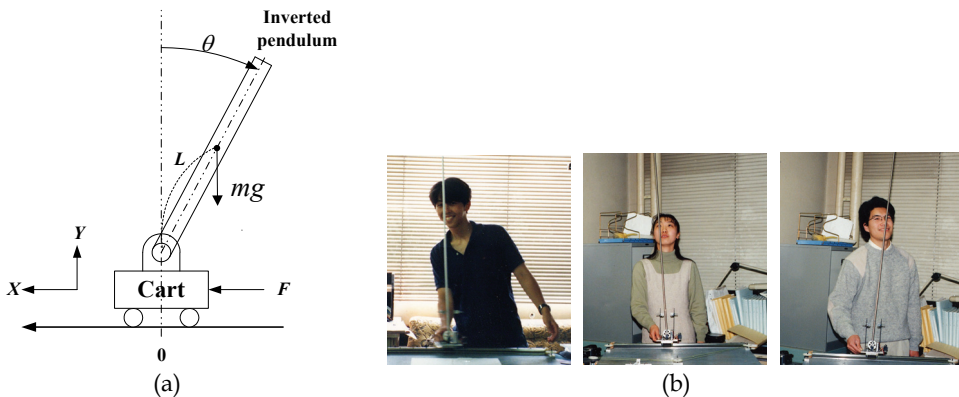 Inverted
pendulum
θ
L
mg
Y
X
Cart
F
0
(a)
(b)